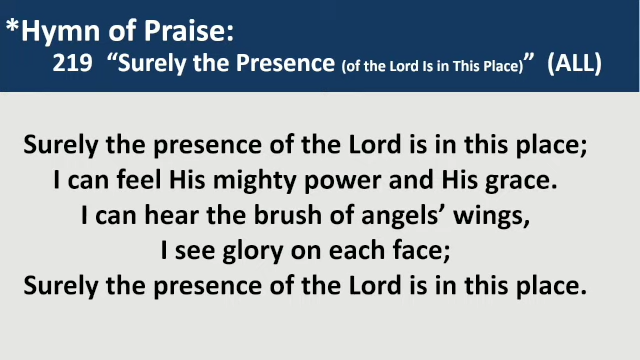 *Hymn of Praise:
219 “Surely the Presence (of the Lord Is in This Place)” (ALL)
Surely the presence of the Lord is in this place;
I can feel His mighty power and His grace.
I can hear the brush of angels’ wings,
I see glory on each face;
Surely the presence of the Lord is in this place.